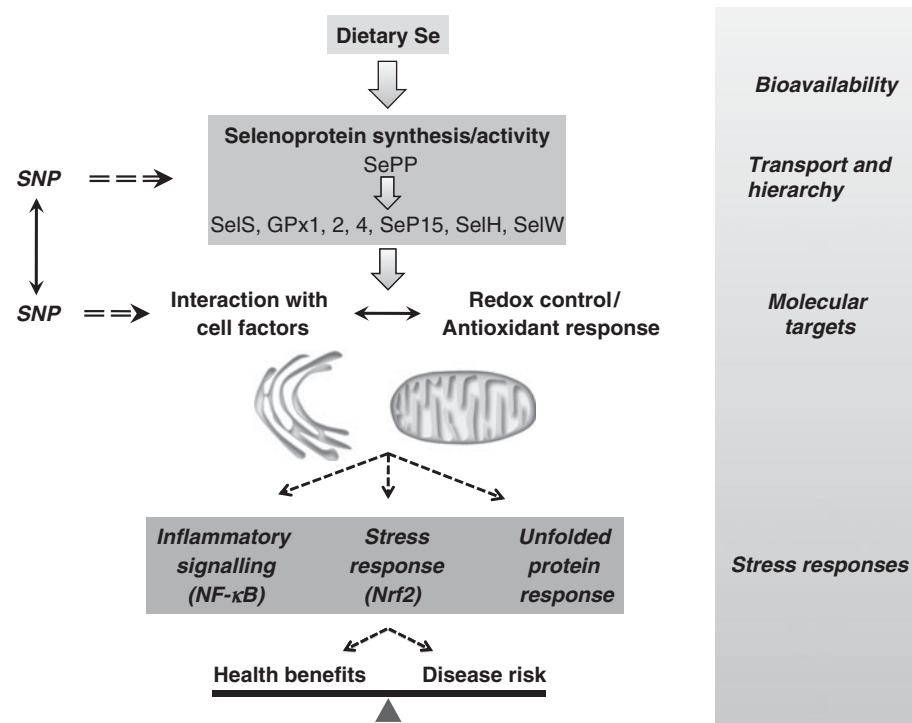 Dietary Se
Bioavailability
Selenoprotein synthesis/activity
SePP
SelS, GPx1, 2, 4, SeP15, SelH, SelW
SNP
Transport and
hierarchy
SNP
Interaction with
cell factors
Redox control/
Antioxidant response
Molecular
targets
Inflammatory
signalling
(NF-κB)
Stress
response
(Nrf2)
Unfolded
protein
response
Stress responses
Health benefits
Disease risk